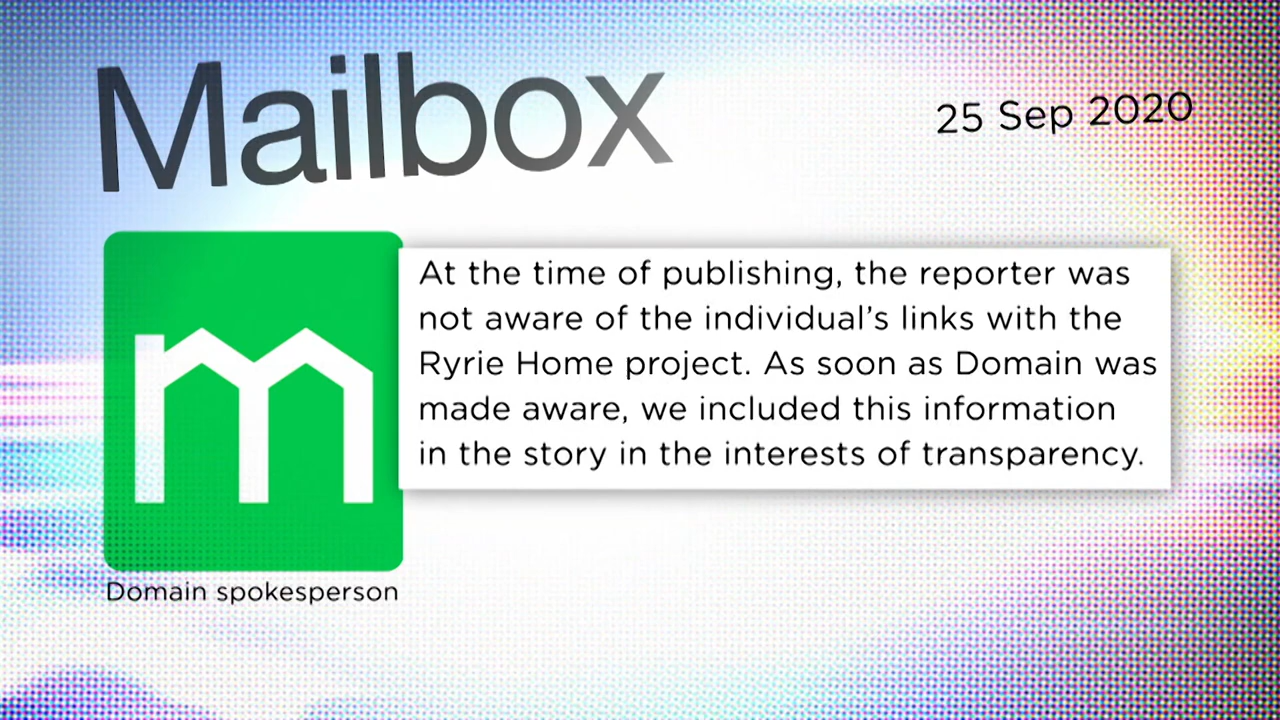 Mailbox
25 Sep 2020
At the time of publishing, the reporter was
not aware of the individual's links with the
Ryrie Home project. As soon as Domain was
made aware, we included this information
in the story in the interests of transparency.
Domain spokesperson